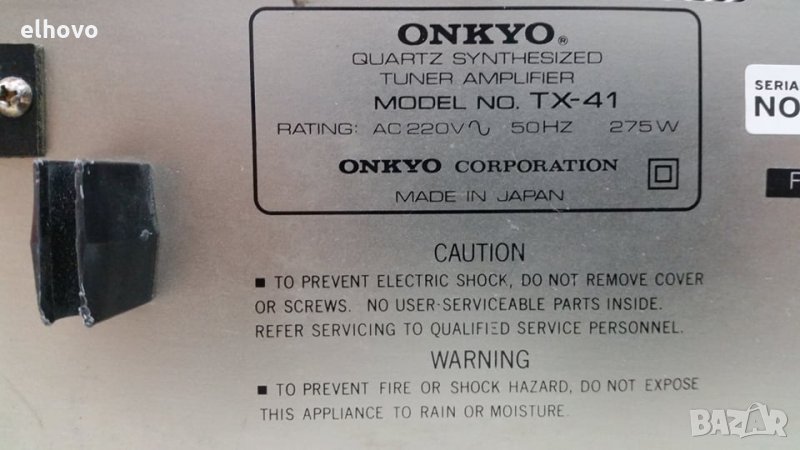 elhovo
ONKYO®
QUARTZ SYNTHESIZED
TUNER AMPLIFIER
MODEL NO. TX-41
RATING: AC 220V∿ 50HZ 275W
ONKYO CORPORATION
MADE IN JAPAN
SERIA
NO
CAUTION
■ TO PREVENT ELECTRIC SHOCK, DO NOT REMOVE COVER
OR SCREWS. NO USER-SERVICEABLE PARTS INSIDE.
REFER SERVICING TO QUALIFIED SERVICE PERSONNEL.
WARNING
■ TO PREVENT FIRE OR SHOCK HAZARD, DO NOT EXPOSE
THIS APPLIANCE TO RAIN OR MOISTURE.
BAZAR